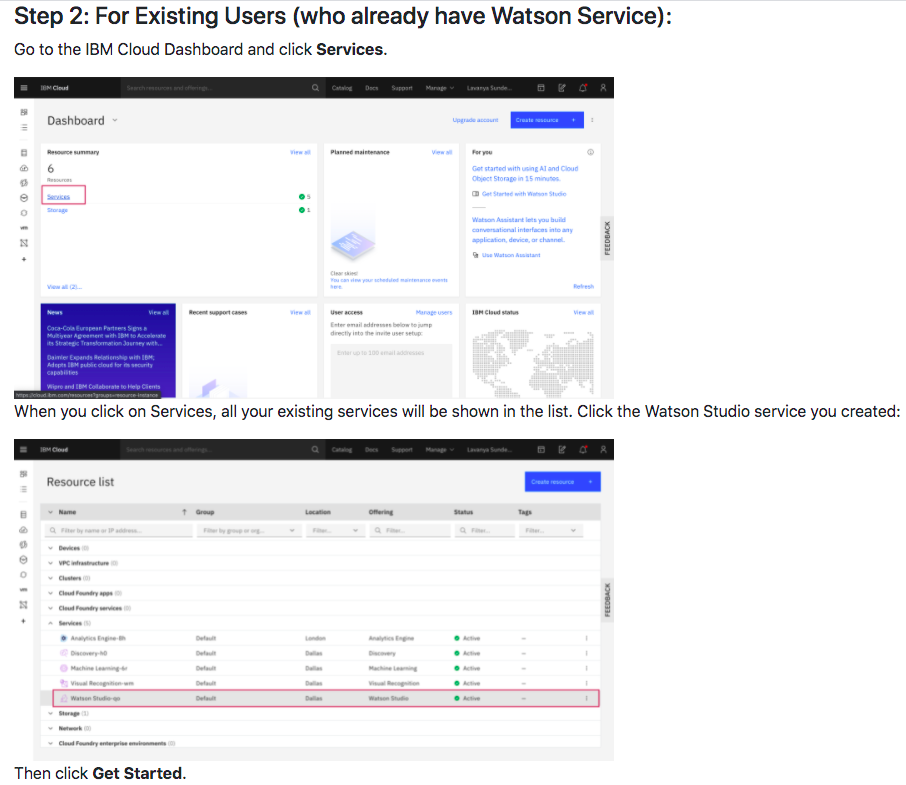 Step 2: For Existing Users (who already have Watson Service):
Go to the IBM Cloud Dashboard and click Services.
IBM Cloud Search resources and offerings... Catalog Docs Support Manage Lavanya Sunde...
Dashboard Upgrade account Create resource +
Resource summary View all
6
Resources
Services 5
Storage 1
View all (2)...
Planned maintenance View all
Clear skies!
You can view your scheduled maintenance events
here
For you
Get started with using AI and Cloud
Object Storage in 15 minutes.
Get Started with Watson Studio
Watson Assistant lets you build
conversational interfaces into any
application, device, or channel.
Use Watson Assistant
Refresh
FEEDBACK
News View all
Coca-Cola European Partners Signs a
Multiyear Agreement with IBM to Accelerate
its Strategic Transformation Journey with...
Daimler Expands Relationship with IBM;
Adopts IBM public cloud for its security
capabilities
Wipro and IBM Collaborate to Help Clients
https://cloud.ibm.com/resources?groups=resource-instance
Recent support cases View all
User access Manage users
Enter email addresses below to jump
directly into the invite user setup:
Enter up to 100 email addresses
IBM Cloud status View all
When you click on Services, all your existing services will be shown in the list. Click the Watson Studio service you created:
IBM Cloud Search resources and offerings... Catalog Docs Support Manage Lavanya Sunde...
Resource list Create resource +
Name Group Location Offering Status Tags
Filter by name or IP address... Filter by group or org... Filter... Filter... Filter... Filter...
Devices (0)
VPC infrastructure (0)
Clusters (0)
Cloud Foundry apps (0)
Cloud Foundry services (0)
Services (5)
Analytics Engine-8h Default London Analytics Engine Active --
Discovery-h0 Default Dallas Discovery Active --
Machine Learning-6r Default Dallas Machine Learning Active --
Visual Recognition-wm Default Dallas Visual Recognition Active --
Watson Studio-qo Default Dallas Watson Studio Active --
Storage (1)
Network (0)
Cloud Foundry enterprise environments (0)
FEEDBACK
Then click Get Started.